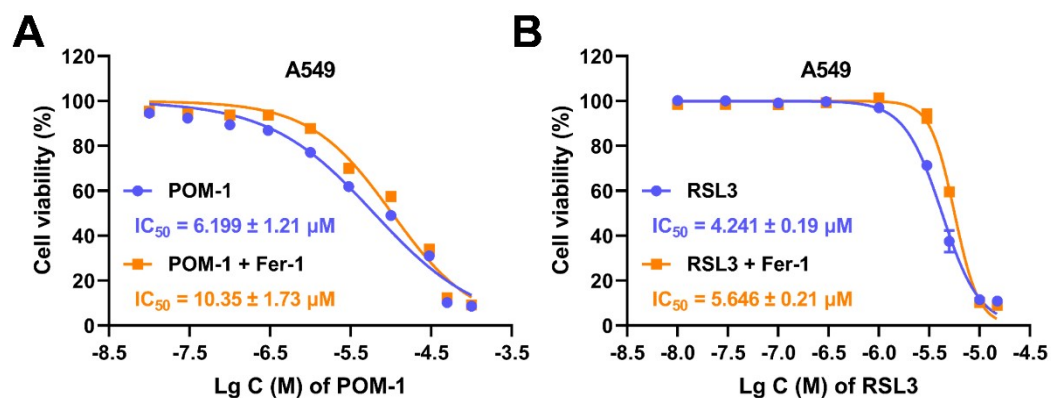 A
A549
Cell viability (%)
120
100
80
60
40
20
0
POM-1
IC50 = 6.199 ± 1.21 μM
POM-1 + Fer-1
IC50 = 10.35 ± 1.73 μM
-8.5 -7.5 -6.5 -5.5 -4.5 -3.5
Lg C (M) of POM-1
B
A549
Cell viability (%)
120
100
80
60
40
20
0
RSL3
IC50 = 4.241 ± 0.19 μM
RSL3 + Fer-1
IC50 = 5.646 ± 0.21 μM
-8.5 -8.0 -7.5 -7.0 -6.5 -6.0 -5.5 -5.0 -4.5
Lg C (M) of RSL3